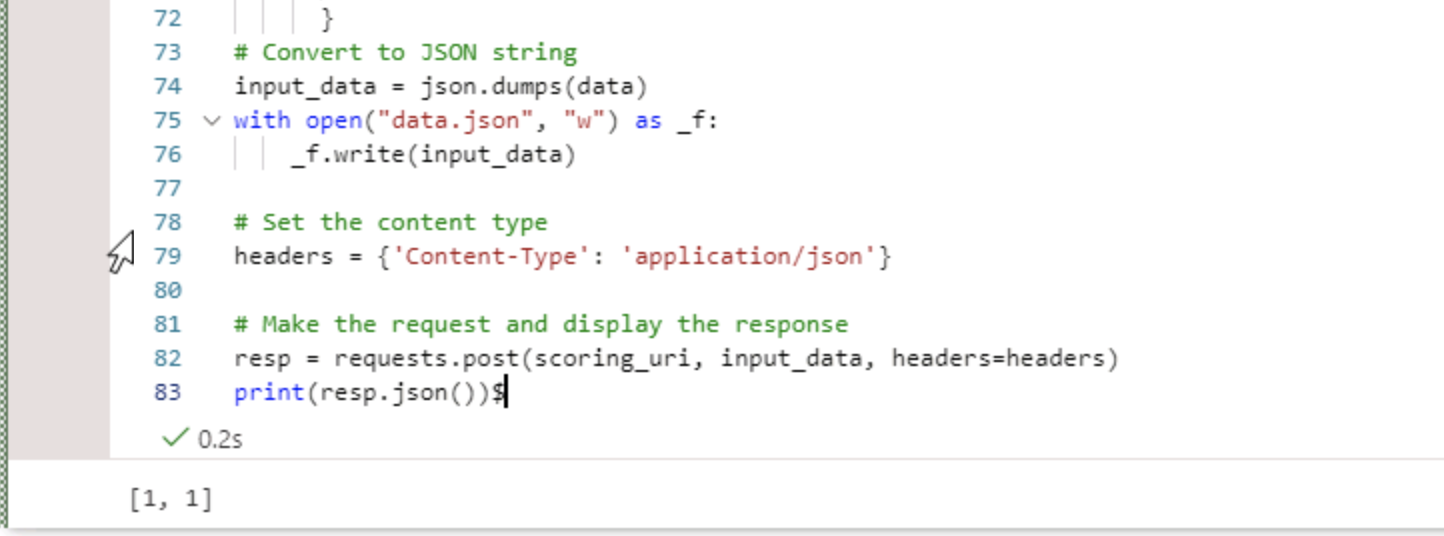 72 }
73 # Convert to JSON string
74 input_data = json.dumps(data)
75 with open("data.json", "w") as _f:
76 _f.write(input_data)
77
78 # Set the content type
79 headers = {'Content-Type': 'application/json'}
80
81 # Make the request and display the response
82 resp = requests.post(scoring_uri, input_data, headers=headers)
83 print(resp.json())$
0.2s
[1, 1]